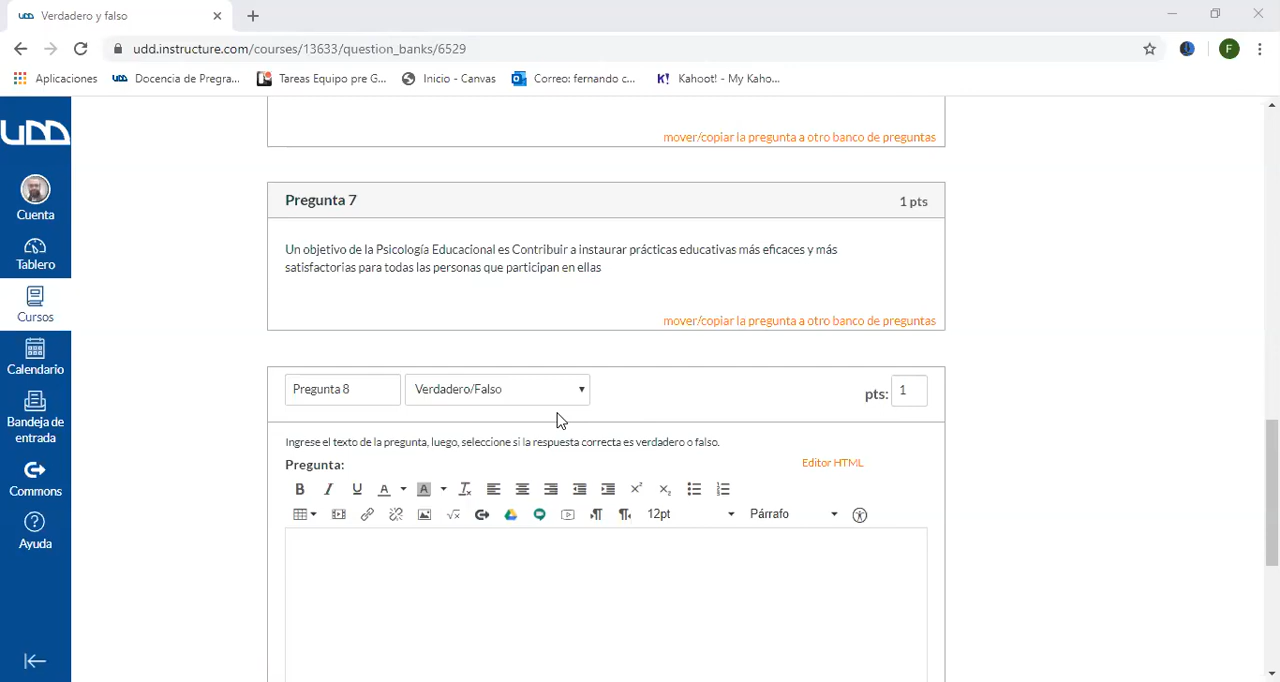 UDD Verdadero y falso
udd.instructure.com/courses/13633/question_banks/6529 F
Aplicaciones UDD Docencia de Pregra... Tareas Equipo pre G... Inicio - Canvas Correo: fernando c... K! Kahoot! - My Kaho...
UDD
Cuenta
Tablero
Cursos
Calendario
Bandeja de
entrada
Commons
Ayuda
mover/copiar la pregunta a otro banco de preguntas
Pregunta 7 1 pts
Un objetivo de la Psicología Educacional es Contribuir a instaurar prácticas educativas más eficaces y más
satisfactorias para todas las personas que participan en ellas
mover/copiar la pregunta a otro banco de preguntas
Pregunta 8 Verdadero/Falso pts: 1
Ingrese el texto de la pregunta, luego, seleccione si la respuesta correcta es verdadero o falso.
Pregunta: Editor HTML
12pt Párrafo